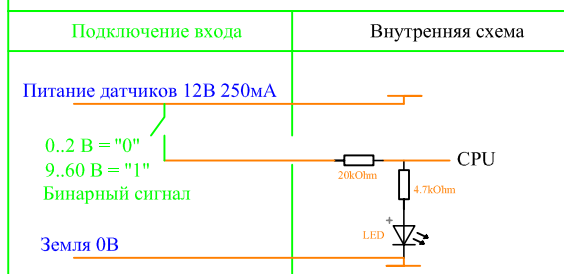 Подключение входа
Внутренняя схема
Питание датчиков 12В 250мА
0..2 В = "0"
9..60 В = "1"
Бинарный сигнал
CPU
20kOhm
4.7kOhm
+
LED
Земля 0В